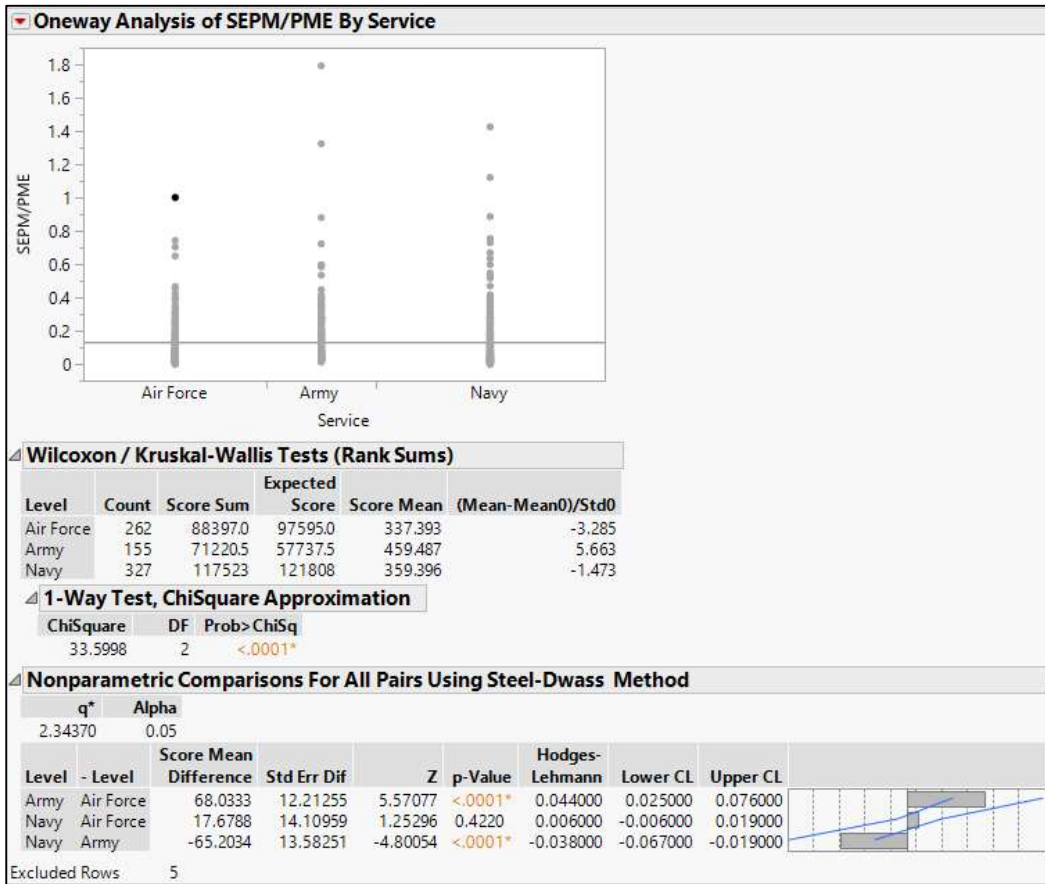 Oneway Analysis of SEPM/PME By Service
1.8
1.6
1.4
1.2
1
0.8
0.6
0.4
0.2
0
SEPM/PME
Air Force Army Navy
Service
Wilcoxon / Kruskal-Wallis Tests (Rank Sums)
Expected
Level Count Score Sum Score Score Mean (Mean-Mean0)/Std0
Air Force 262 88397.0 97595.0 337.393 -3.285
Army 155 71220.5 57737.5 459.487 5.663
Navy 327 117523 121808 359.396 -1.473
1-Way Test, ChiSquare Approximation
ChiSquare DF Prob>ChiSq
33.5998 2 <.0001*
Nonparametric Comparisons For All Pairs Using Steel-Dwass Method
q* Alpha
2.34370 0.05
Score Mean Hodges-
Level - Level Difference Std Err Dif Z p-Value Lehmann Lower CL Upper CL
Army Air Force 68.0333 12.21255 5.57077 <.0001* 0.044000 0.025000 0.076000
Navy Air Force 17.6788 14.10959 1.25296 0.4220 0.006000 -0.006000 0.019000
Navy Army -65.2034 13.58251 -4.80054 <.0001* -0.038000 -0.067000 -0.019000
Excluded Rows 5